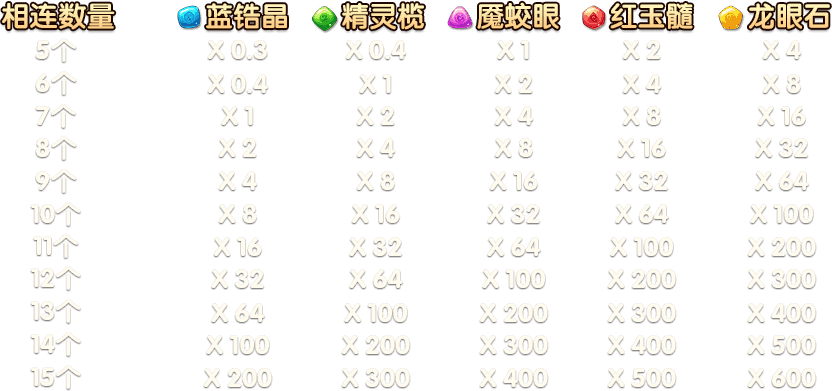 相连数量 蓝锆晶 精灵榄 魇蛟眼 红玉髓 龙眼石
5个 X 0.3 X 0.4 X 1 X 2 X 4
6个 X 0.4 X 1 X 2 X 4 X 8
7个 X 1 X 2 X 4 X 8 X 16
8个 X 2 X 4 X 8 X 16 X 32
9个 X 4 X 8 X 16 X 32 X 64
10个 X 8 X 16 X 32 X 64 X 100
11个 X 16 X 32 X 64 X 100 X 200
12个 X 32 X 64 X 100 X 200 X 300
13个 X 64 X 100 X 200 X 300 X 400
14个 X 100 X 200 X 300 X 400 X 500
15个 X 200 X 300 X 400 X 500 X 600